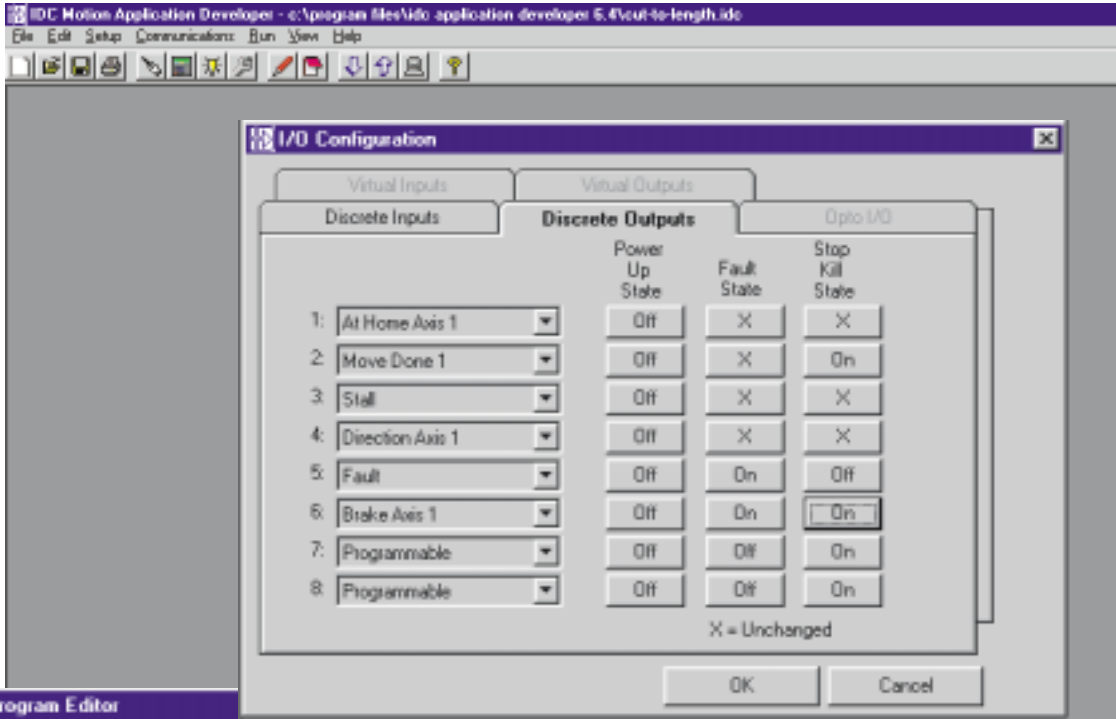 IDC Motion Application Developer - c:\program files\idc application developer 6.4\cut-to-length.idc
File Edit Setup Communications Run View Help
I/O Configuration
Virtual Inputs Virtual Outputs
Discrete Inputs Discrete Outputs Opto I/O
Power Up State Fault State Stop Kill State
1: At Home Axis 1 Off X X
2: Move Done 1 Off X On
3: Stall Off X X
4: Direction Axis 1 Off X X
5: Fault Off On Off
6: Brake Axis 1 Off On On
7: Programmable Off Off On
8: Programmable Off Off On
X = Unchanged
OK Cancel
rogram Editor